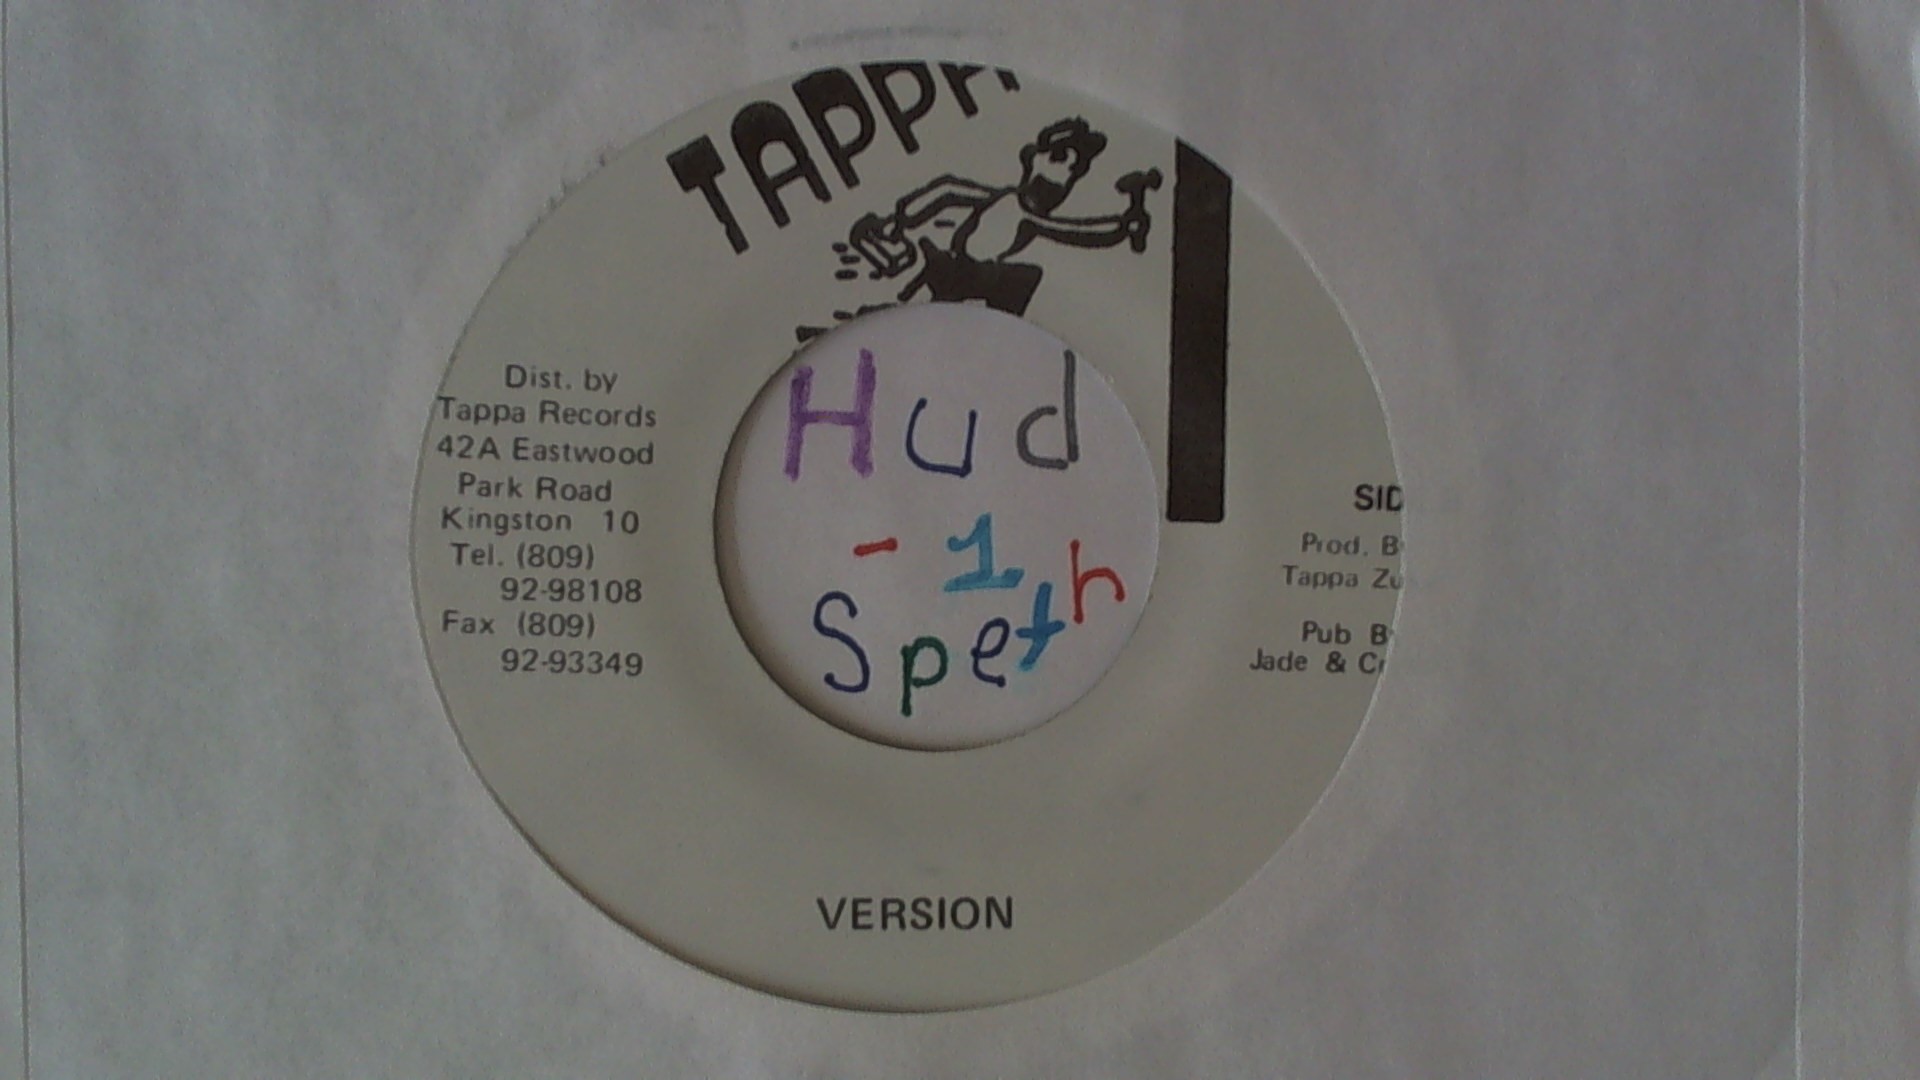 TAPPA
Dist. by
Tappa Records
42A Eastwood
Park Road
Kingston 10
Tel. (809)
92-98108
Fax (809)
92-93349
Hud
- 1
Speth
SID
Prod. B
Tappa Zu
Pub B
Jade & Cr
VERSION